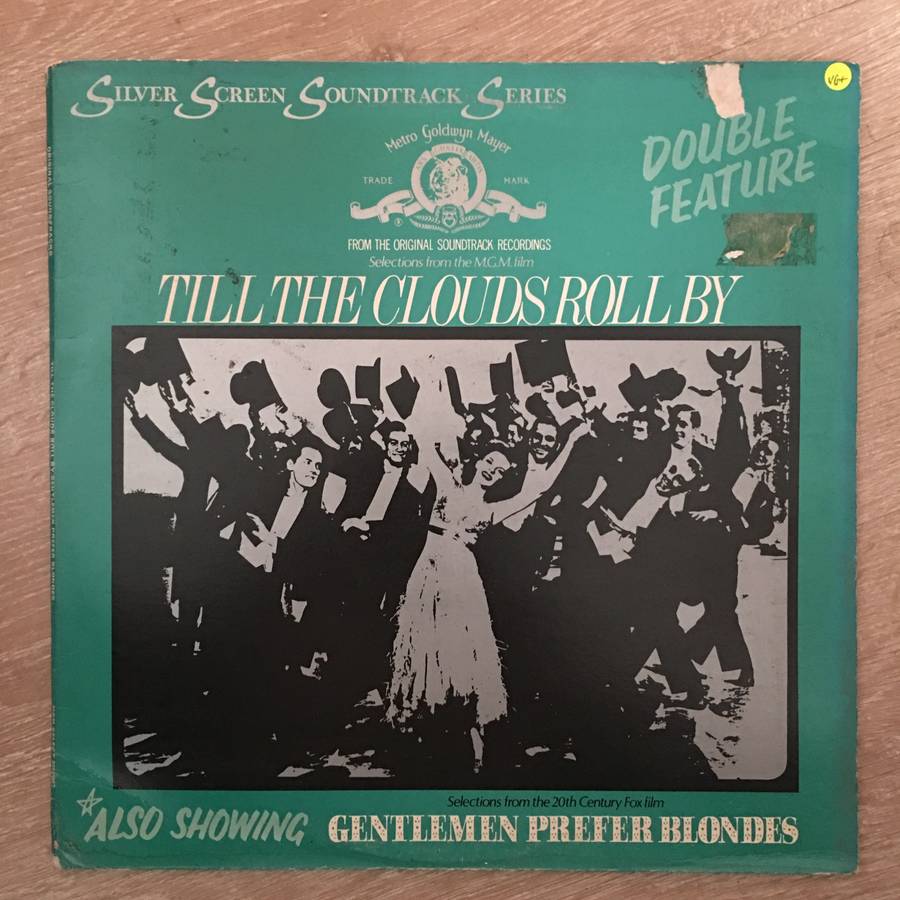 SILVER SCREEN SOUNDTRACK SERIES
VG+
Metro Goldwyn Mayer
TRADE MARK
DOUBLE
FEATURE
FROM THE ORIGINAL SOUNDTRACK RECORDINGS
Selections from the M.G.M. film
TILL THE CLOUDS ROLL BY
Selections from the 20th Century Fox film
ALSO SHOWING GENTLEMEN PREFER BLONDES